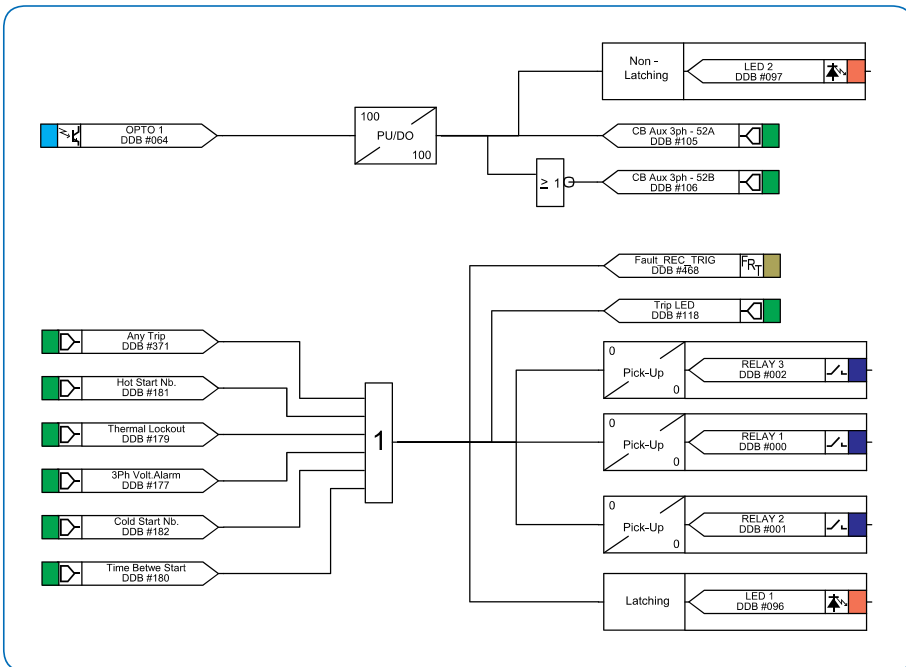 Non -
Latching
LED 2
DDB #097
OPTO 1
DDB #064
100
PU/DO
100
CB Aux 3ph - 52A
DDB #105
≥ 1
CB Aux 3ph - 52B
DDB #106
Fault_REC_TRIG
DDB #468
FRT
Trip LED
DDB #118
Any Trip
DDB #371
Hot Start Nb.
DDB #181
Thermal Lockout
DDB #179
3Ph Volt.Alarm
DDB #177
Cold Start Nb.
DDB #182
Time Betwe Start
DDB #180
1
0
Pick-Up
0
RELAY 3
DDB #002
0
Pick-Up
0
RELAY 1
DDB #000
0
Pick-Up
0
RELAY 2
DDB #001
Latching
LED 1
DDB #096